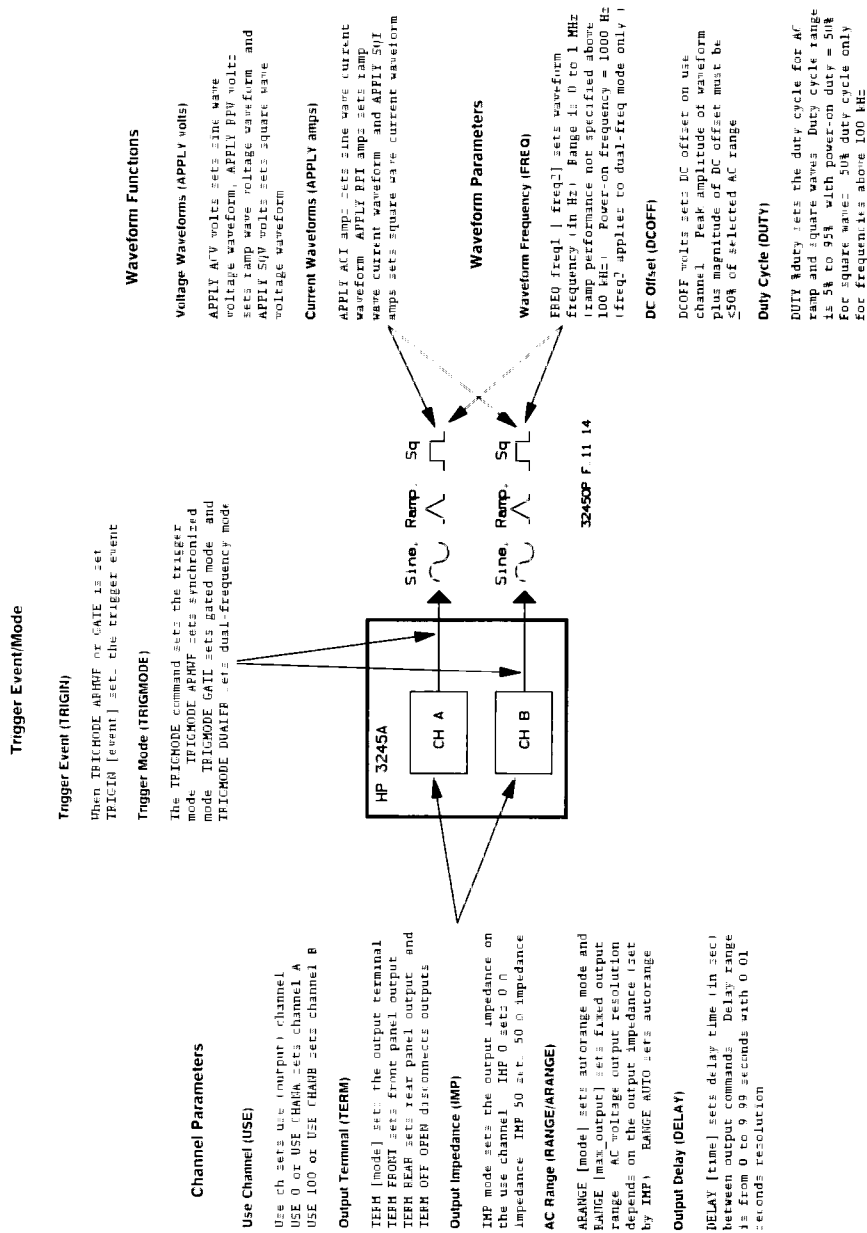 Trigger Event/Mode
Trigger Event (TRIGIN)
When TRIGMODE ARMWF or GATE is set
TRIGIN [event] sets the trigger event
Trigger Mode (TRIGMODE)
The TRIGMODE command sets the trigger
mode TRIGMODE ARMWF sets synchronized
mode TRIGMODE GATE sets gated mode and
TRIGMODE DUALFR sets dual-frequency mode
Channel Parameters
Use Channel (USE)
Use ch sets use (output) channel
USE 0 or USE CHANA sets channel A
USE 100 or USE CHANB sets channel B
Output Terminal (TERM)
TERM [mode] sets the output terminal
TERM FRONT sets front panel output
TERM REAR sets rear panel output and
TERM OFF OPEN disconnects outputs
Output Impedance (IMP)
IMP mode sets the output impedance on
the use channel IMP 0 sets 0 Ω
impedance IMP 50 sets 50 Ω impedance
AC Range (RANGE/ARANGE)
ARANGE [mode] sets autorange mode and
RANGE [max_output] sets fixed output
range AC voltage output resolution
depends on the output impedance (set
by IMP) RANGE AUTO sets autorange
Output Delay (DELAY)
DELAY [time] sets delay time (in sec)
between output commands Delay range
is from 0 to 9 99 seconds with 0 01
seconds resolution
HP 3245A
CH A
CH B
Sine, Ramp, Sq
Sine, Ramp, Sq
3245OP F.11 14
Waveform Functions
Voltage Waveforms (APPLY volts)
APPLY ACV volts sets sine wave
voltage waveform, APPLY RPV volts
sets ramp wave voltage waveform and
APPLY SQV volts sets square wave
voltage waveform
Current Waveforms (APPLY amps)
APPLY ACI amps sets sine wave current
waveform APPLY RPI amps sets ramp
wave current waveform and APPLY SQI
amps sets square wave current waveform
Waveform Parameters
Waveform Frequency (FREQ)
FREQ freq1 [ freq2] sets waveform
frequency (in Hz) Range is 0 to 1 MHz
(ramp performance not specified above
100 kHz) Power-on frequency = 1000 Hz
(freq2 applies to dual-freq mode only )
DC Offset (DCOFF)
DCOFF volts sets DC offset on use
channel Peak amplitude of waveform
plus magnitude of DC offset must be
≤50% of selected AC range
Duty Cycle (DUTY)
DUTY %duty sets the duty cycle for AC
ramp and square waves Duty cycle range
is 5% to 95% with power-on duty = 50%
For square waves 50% duty cycle only
for frequencies above 100 kHz